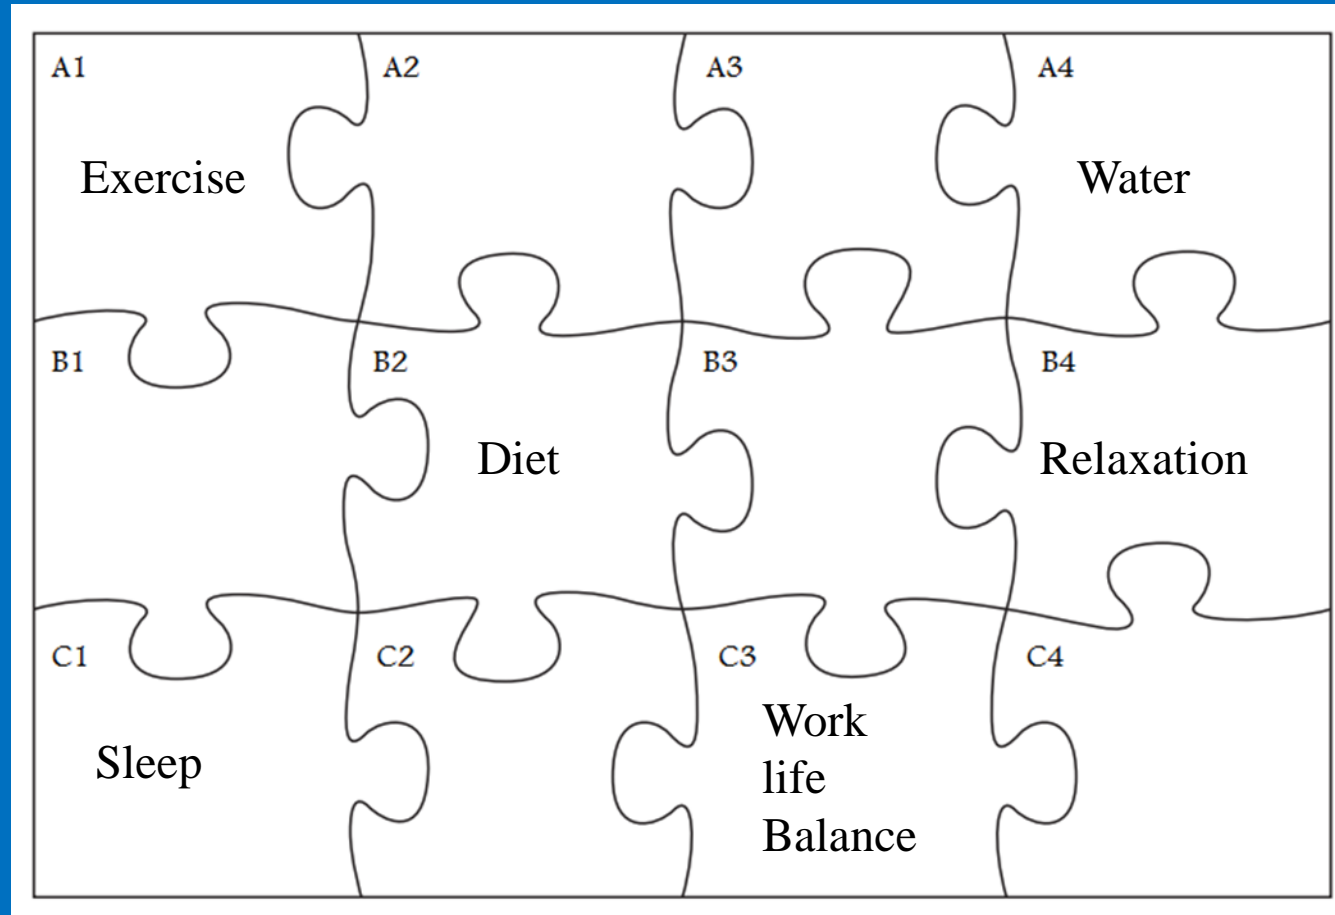 A1
A2
A3
A4
Exercise
Water
B1
B2
B3
B4
Diet
Relaxation
C1
C2
C3
C4
Work
life
Balance
Sleep